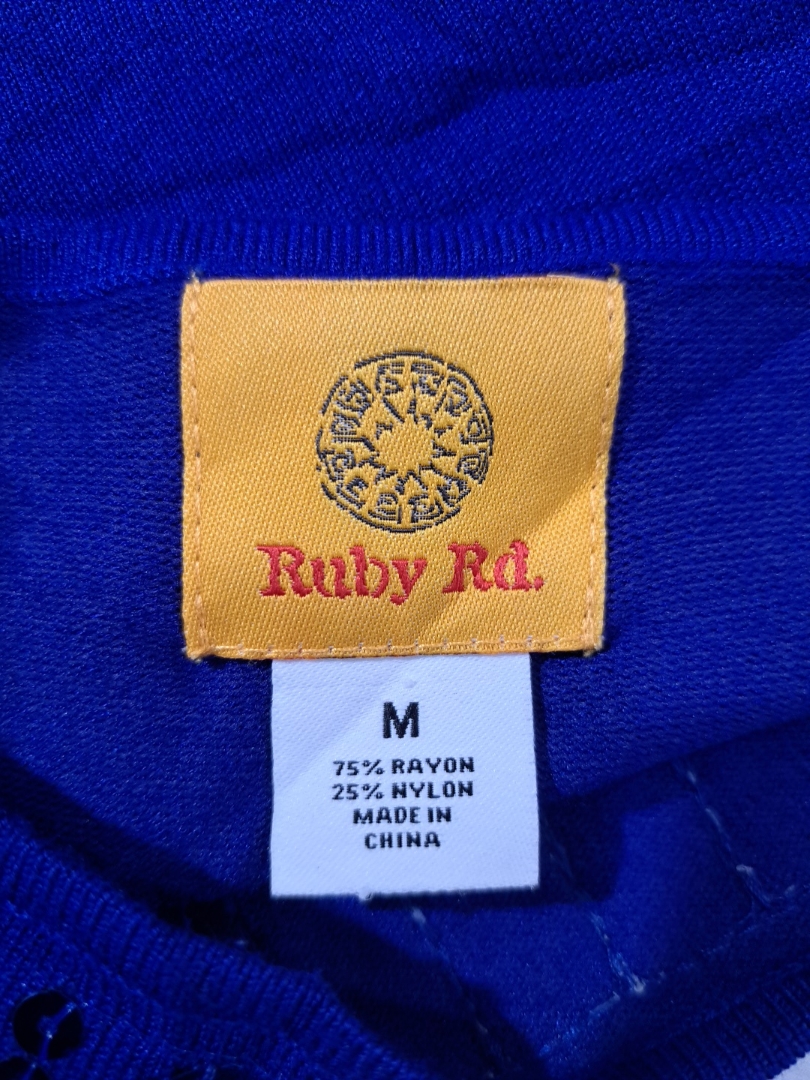 Ruby Rd.
M
75% RAYON
25% NYLON
MADE IN
CHINA